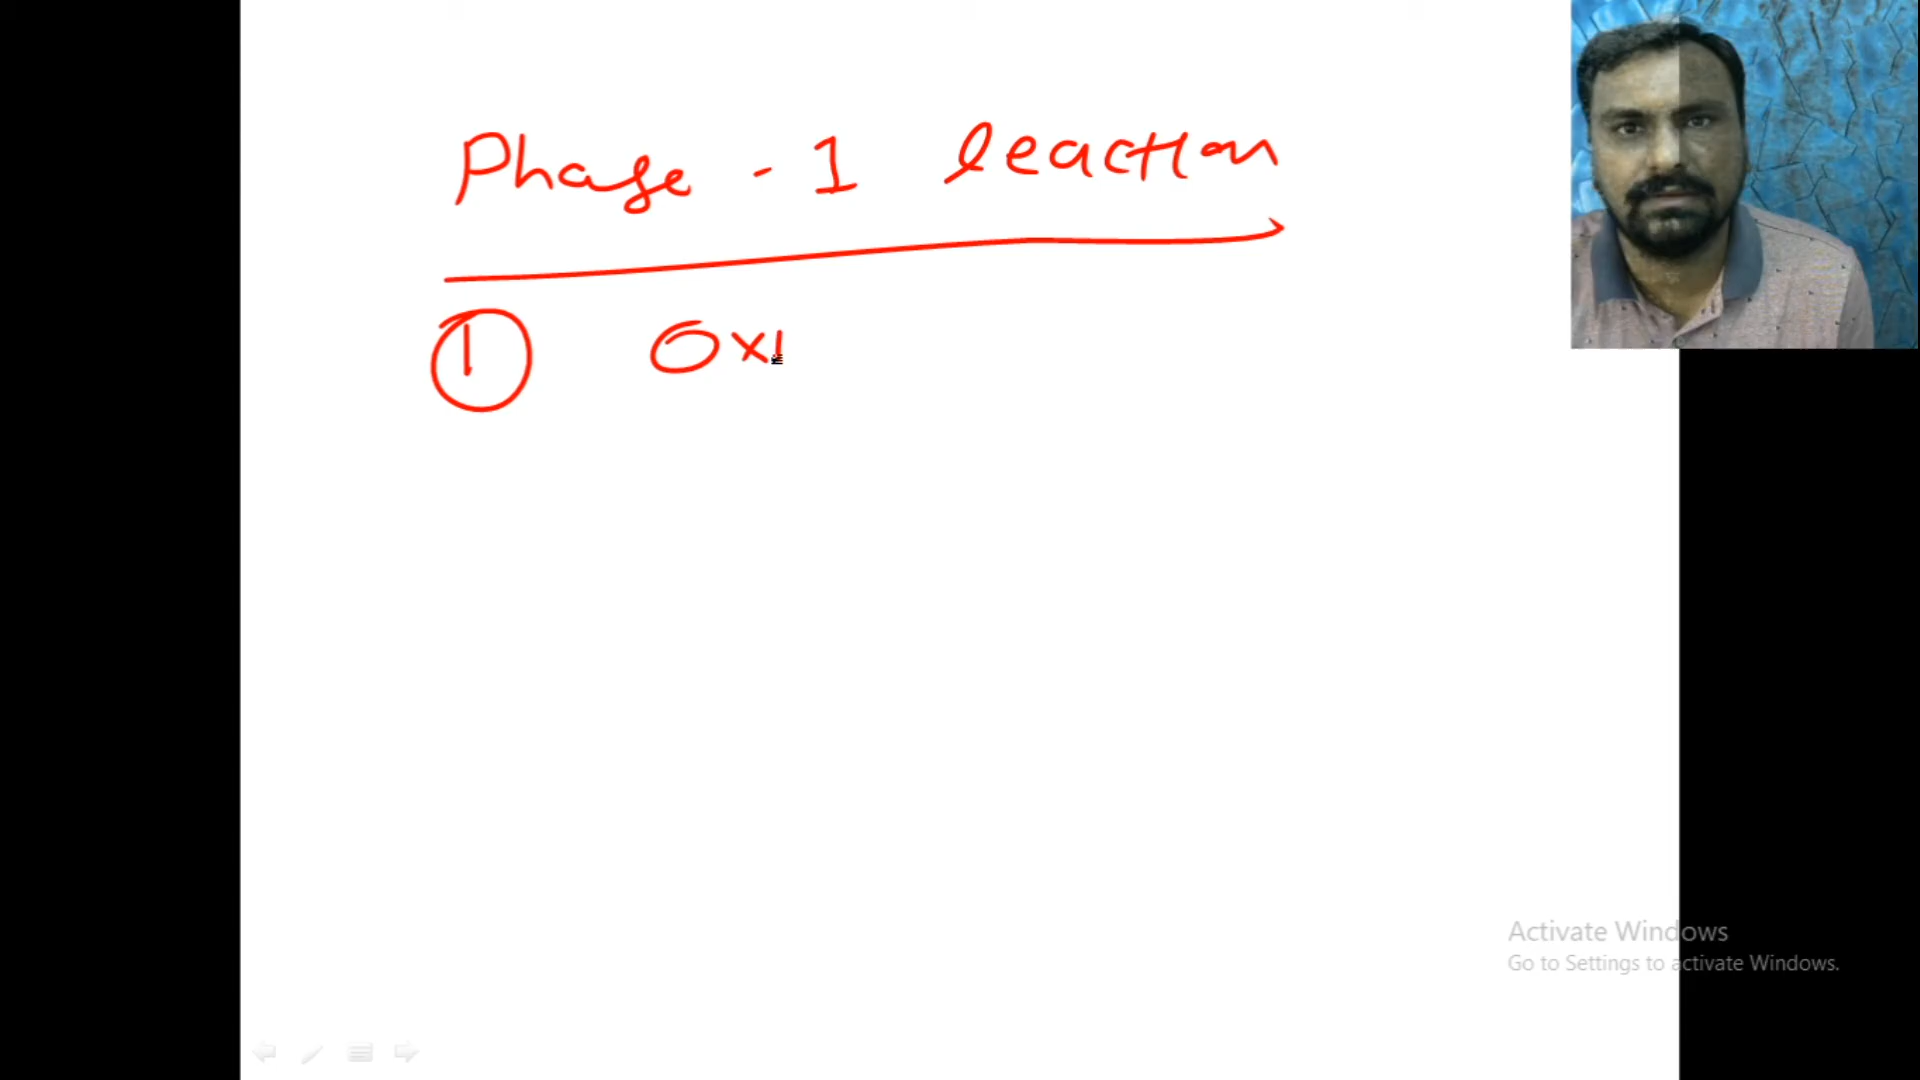 Phase - 1 reaction
1 Oxi
Activate Windows
Go to Settings to activate Windows.